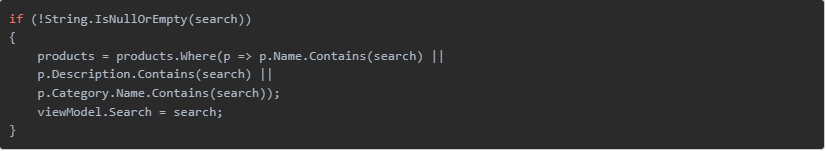 if (!String.IsNullOrEmpty(search))
{
    products = products.Where(p => p.Name.Contains(search) ||
    p.Description.Contains(search) ||
    p.Category.Name.Contains(search));
    viewModel.Search = search;
}